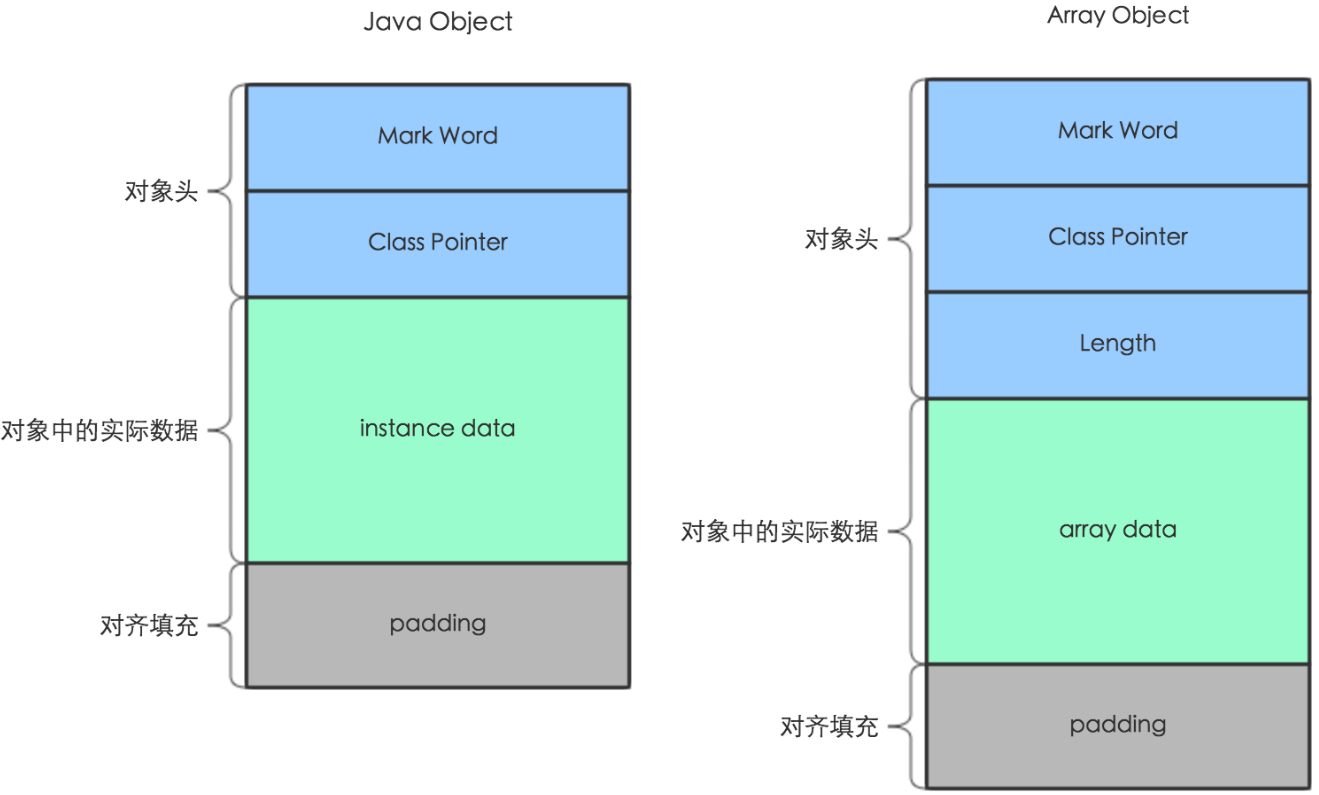 Java Object
Mark Word
对象头
Class Pointer
对象中的实际数据
instance data
对齐填充
padding
Array Object
Mark Word
Class Pointer
对象头
Length
对象中的实际数据
array data
对齐填充
padding